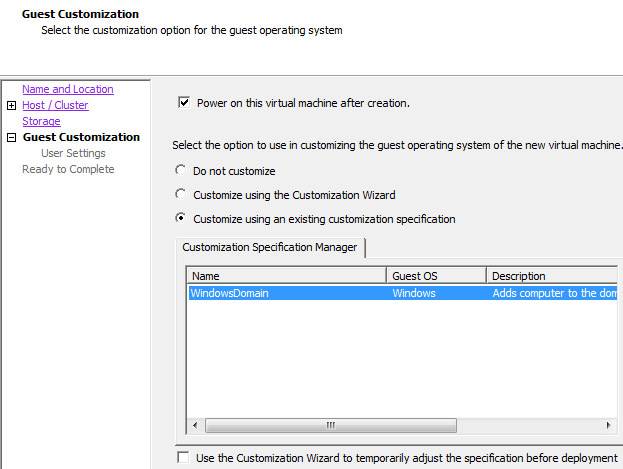 Guest Customization
Select the customization option for the guest operating system
Name and Location
Host / Cluster
Storage
Guest Customization
User Settings
Ready to Complete
Power on this virtual machine after creation.
Select the option to use in customizing the guest operating system of the new virtual machine.
Do not customize
Customize using the Customization Wizard
Customize using an existing customization specification
Customization Specification Manager
Name Guest OS Description
WindowsDomain Windows Adds computer to the dom
Use the Customization Wizard to temporarily adjust the specification before deployment